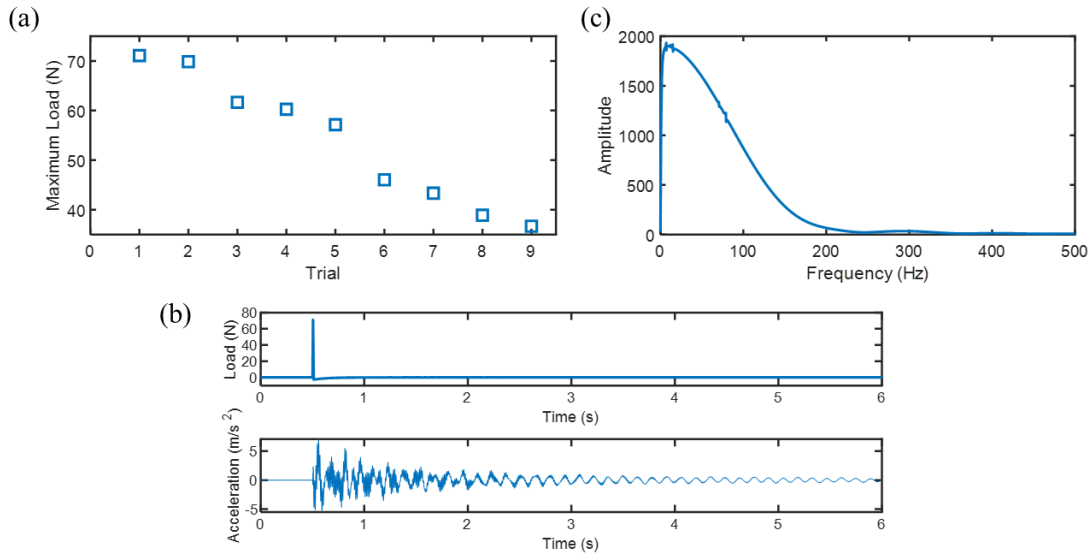 (a)
Maximum Load (N)
70
60
50
40
0 1 2 3 4 5 6 7 8 9
Trial
(c)
Amplitude
2000
1500
1000
500
0
0 100 200 300 400 500
Frequency (Hz)
(b)
Load (N)
80
60
40
20
0
0 1 2 3 4 5 6
Time (s)
Acceleration (m/s²)
5
0
-5
0 1 2 3 4 5 6
Time (s)